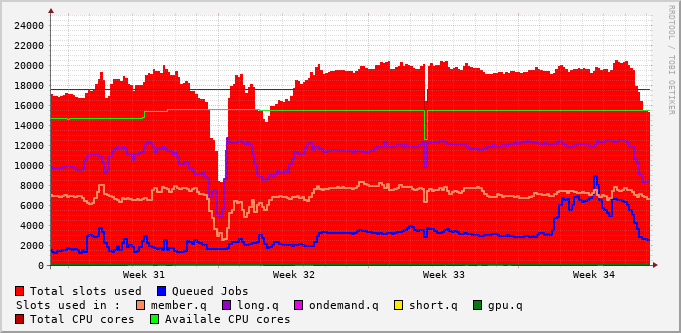 24000
22000
20000
18000
16000
14000
12000
10000
8000
6000
4000
2000
0
Week 31 Week 32 Week 33 Week 34
Total slots used Queued Jobs
Slots used in : member.q long.q ondemand.q short.q gpu.q
Total CPU cores Availale CPU cores
RRDTOOL / TOBI OETIKER